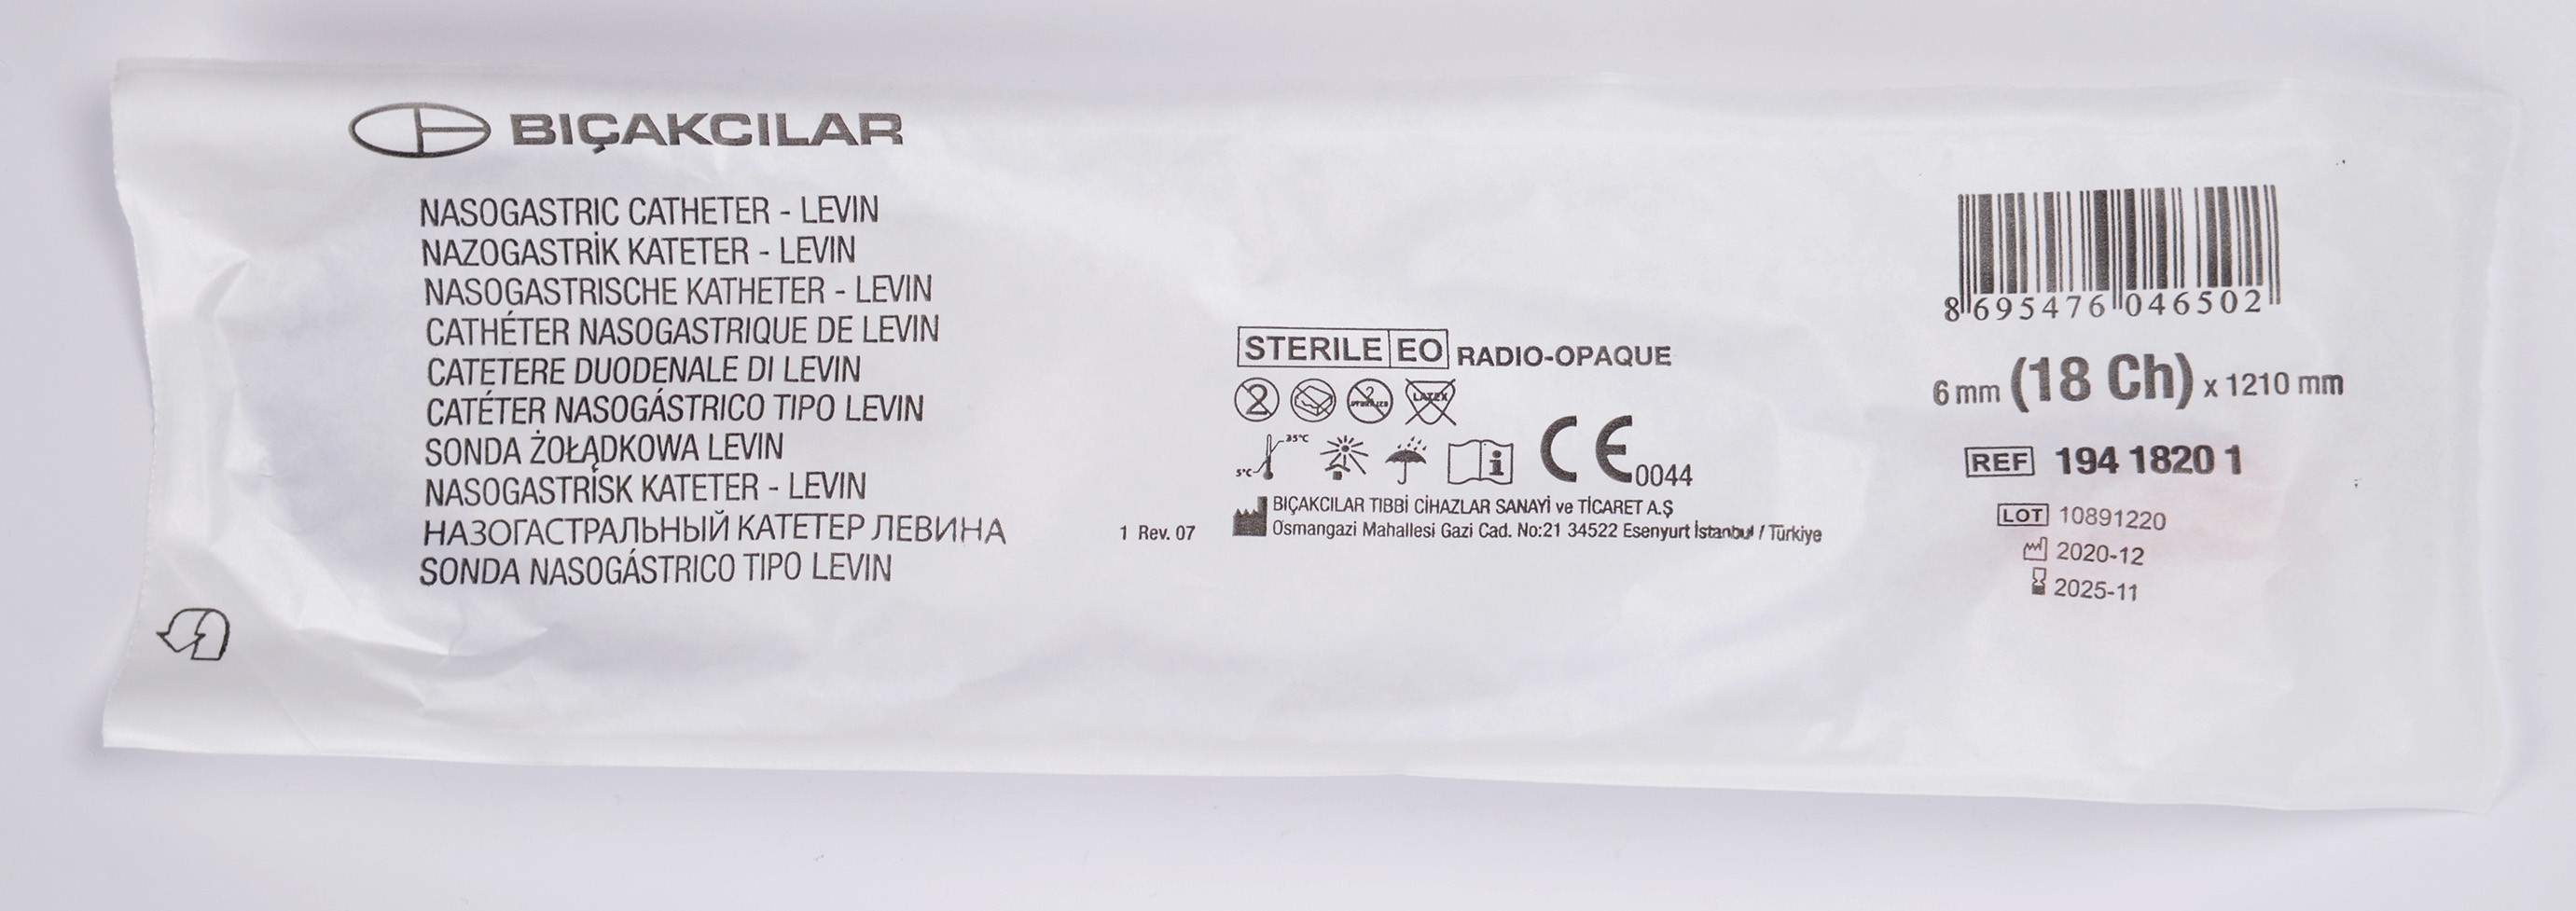 BIÇAKCILAR
NASOGASTRIC CATHETER - LEVIN
NAZOGASTRİK KATETER - LEVIN
NASOGASTRISCHE KATHETER - LEVIN
CATHÉTER NASOGASTRIQUE DE LEVIN
CATETERE DUODENALE DI LEVIN
CATÉTER NASOGÁSTRICO TIPO LEVIN
SONDA ŻOŁĄDKOWA LEVIN
NASOGASTRİSK KATETER - LEVIN
НАЗОГАСТРАЛЬНЫЙ КАТЕТЕР ЛЕВИНА
SONDA NASOGÁSTRICO TIPO LEVIN
1 Rev. 07
STERILE EO RADIO-OPAQUE
2 LATEX
35°C
5°C
CE 0044
BIÇAKCILAR TIBBİ CİHAZLAR SANAYİ ve TİCARET A.Ş
Osmangazi Mahallesi Gazi Cad. No:21 34522 Esenyurt İstanbul / Türkiye
8 695476 046502
6 mm (18 Ch) x 1210 mm
REF 194 1820 1
LOT 10891220
2020-12
2025-11